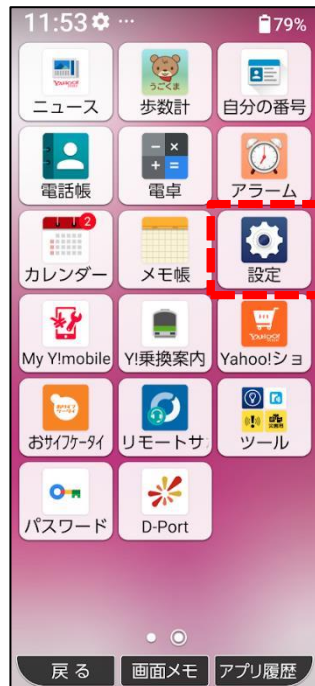 11:53 … 79%
ニュース 歩数計 自分の番号
電話帳 電卓 アラーム
カレンダー メモ帳 設定
My Y!mobile Y!乗換案内 Yahoo!ショ
おサイフケータイ リモートサ ツール
パスワード D-Port
戻る 画面メモ アプリ履歴